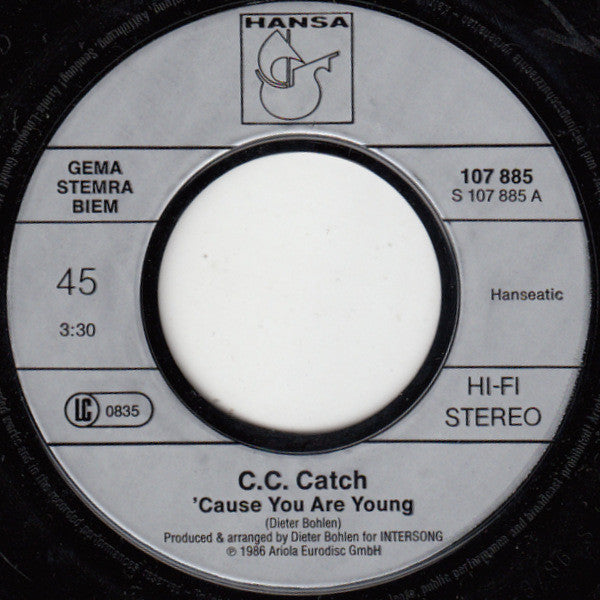 HANSA
GEMA
STEMRA
BIEM
107 885
S 107 885 A
45
Hanseatic
3:30
LC 0835
HI-FI
STEREO
C.C. Catch
’Cause You Are Young
(Dieter Bohlen)
Produced & arranged by Dieter Bohlen for INTERSONG
℗ 1986 Ariola Eurodisc GmbH